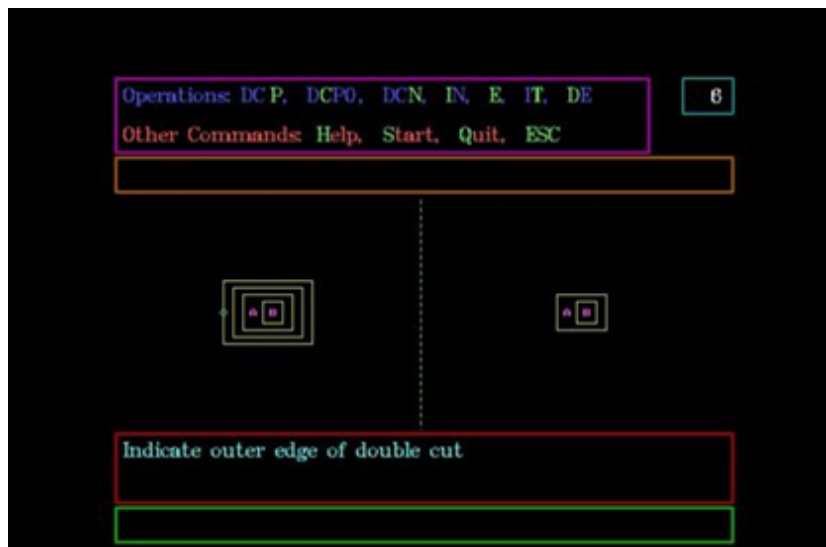 Operations: DC P, DCPO, DCN, IN, E, IT, DE
6
Other Commands: Help, Start, Quit, ESC
A B
A B
Indicate outer edge of double cut